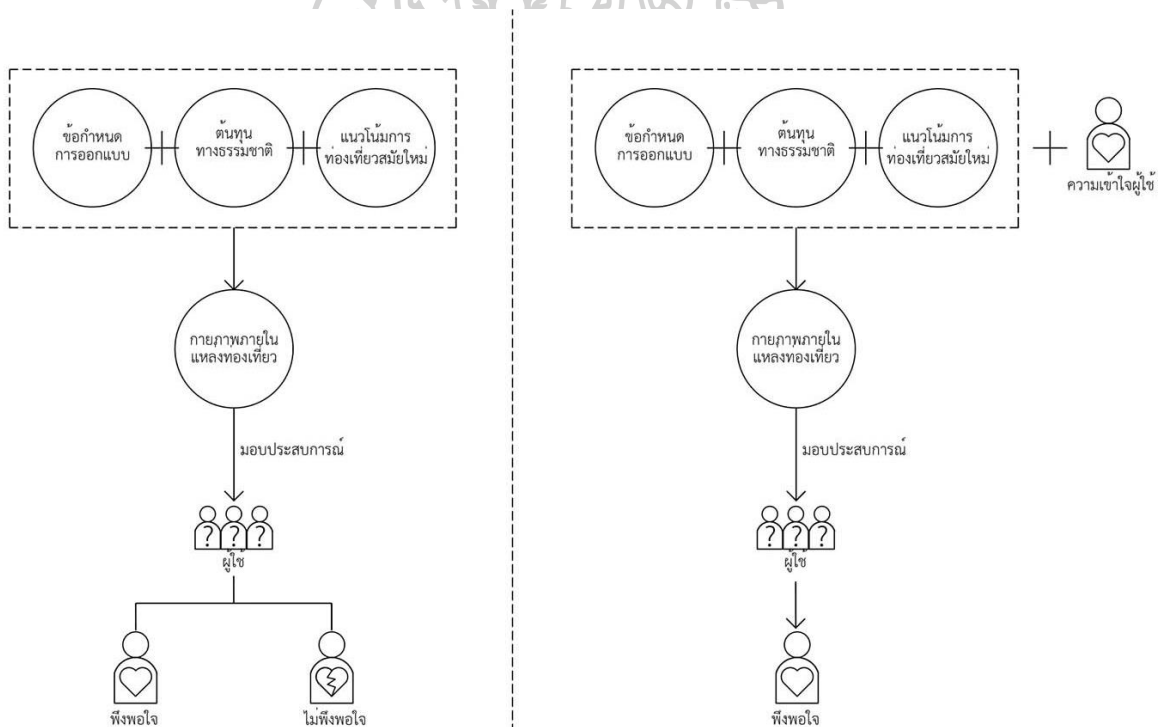 ข้อกำหนด
การออกแบบ
ต้นทุน
ทางธรรมชาติ
แนวโน้มการ
ท่องเที่ยวสมัยใหม่
กายภาพภายใน
แหลงทองเที่ยว
มอบประสบการณ์
? ? ?
ผู้ใช้
พึงพอใจ
ไม่พึงพอใจ
ข้อกำหนด
การออกแบบ
ต้นทุน
ทางธรรมชาติ
แนวโน้มการ
ท่องเที่ยวสมัยใหม่
ความเข้าใจผู้ใช้
กายภาพภายใน
แหลงทองเที่ยว
มอบประสบการณ์
? ? ?
ผู้ใช้
พึงพอใจ